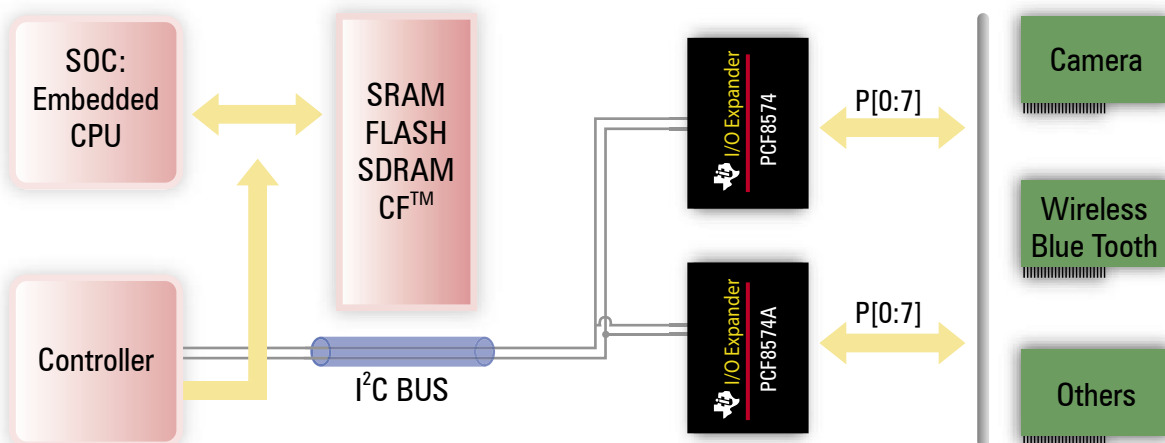 SOC:
Embedded
CPU
SRAM
FLASH
SDRAM
CF™
Controller
I²C BUS
I/O Expander
PCF8574
P[0:7]
I/O Expander
PCF8574A
P[0:7]
Camera
Wireless
Blue Tooth
Others